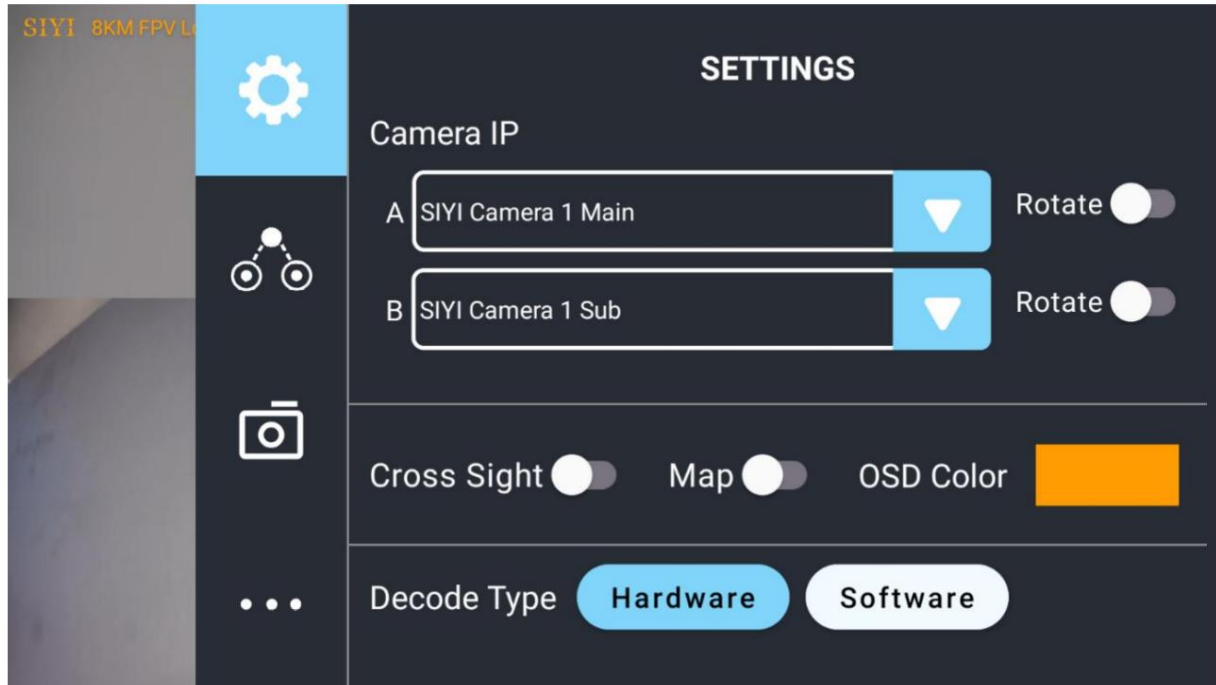 SIYI 8KM FPV
SETTINGS
Camera IP
A SIYI Camera 1 Main Rotate
B SIYI Camera 1 Sub Rotate
Cross Sight Map OSD Color
Decode Type Hardware Software